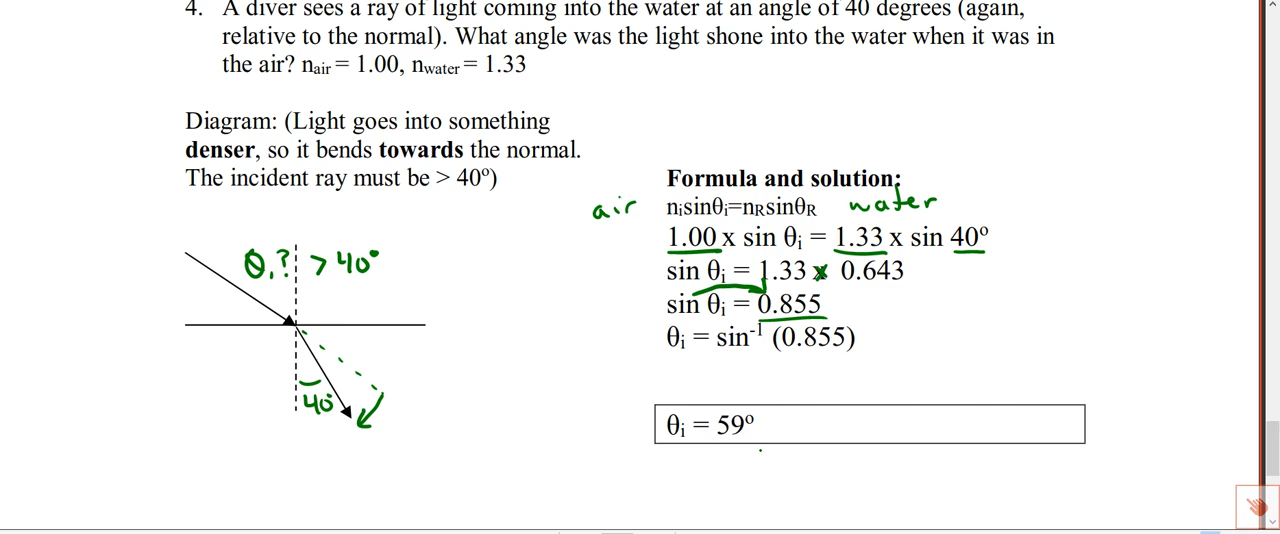 4. A diver sees a ray of light coming into the water at an angle of 40 degrees (again,
relative to the normal). What angle was the light shone into the water when it was in
the air? nair = 1.00, nwater = 1.33
Diagram: (Light goes into something
denser, so it bends towards the normal.
The incident ray must be > 40º)
θi? > 40°
40°
Formula and solution:
air nisinθi=nRsinθR water
1.00 x sin θi = 1.33 x sin 40º
sin θi = 1.33 x 0.643
sin θi = 0.855
θi = sin-1 (0.855)
θi = 59º